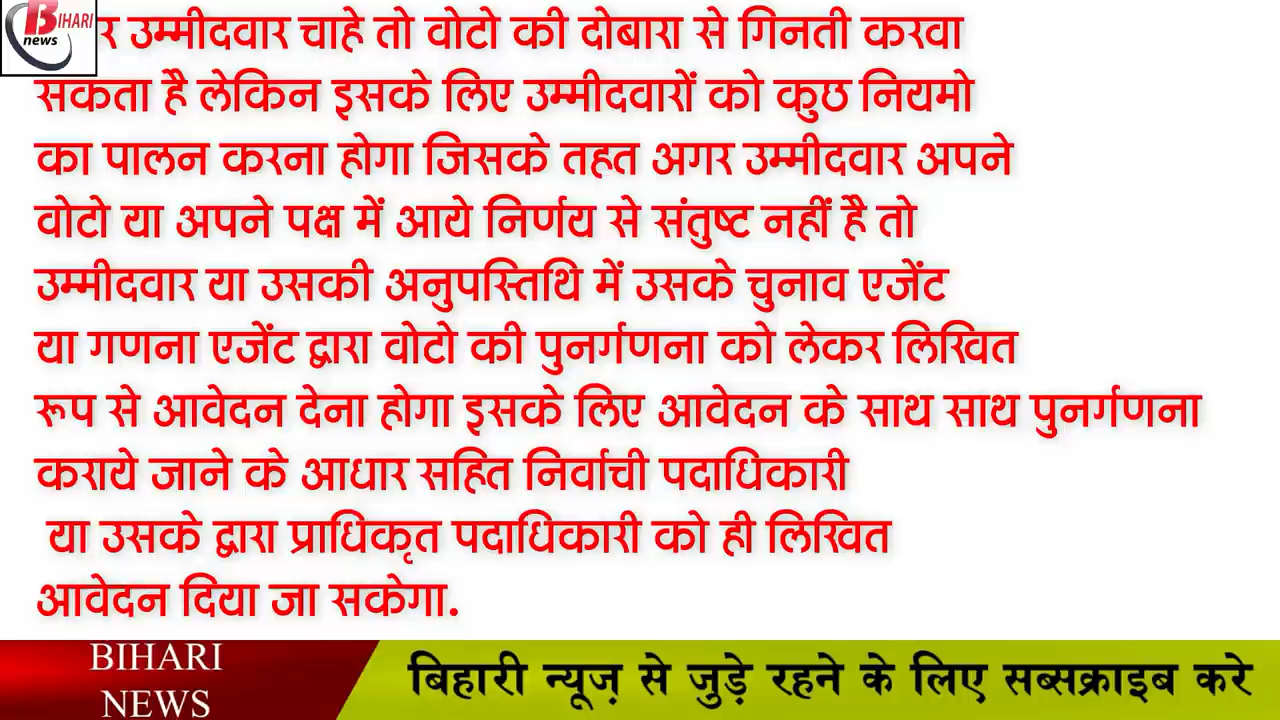 BIHARI
news
र उम्मीदवार चाहे तो वोटो की दोबारा से गिनती करवा
सकता है लेकिन इसके लिए उम्मीदवारों को कुछ नियमो
का पालन करना होगा जिसके तहत अगर उम्मीदवार अपने
वोटो या अपने पक्ष में आये निर्णय से संतुष्ट नहीं है तो
उम्मीदवार या उसकी अनुपस्तिथि में उसके चुनाव एजेंट
या गणना एजेंट द्वारा वोटो की पुनर्गणना को लेकर लिखित
रूप से आवेदन देना होगा इसके लिए आवेदन के साथ साथ पुनर्गणना
कराये जाने के आधार सहित निर्वाची पदाधिकारी
या उसके द्वारा प्राधिकृत पदाधिकारी को ही लिखित
आवेदन दिया जा सकेगा.
BIHARI
NEWS
बिहारी न्यूज़ से जुड़े रहने के लिए सब्सक्राइब करे